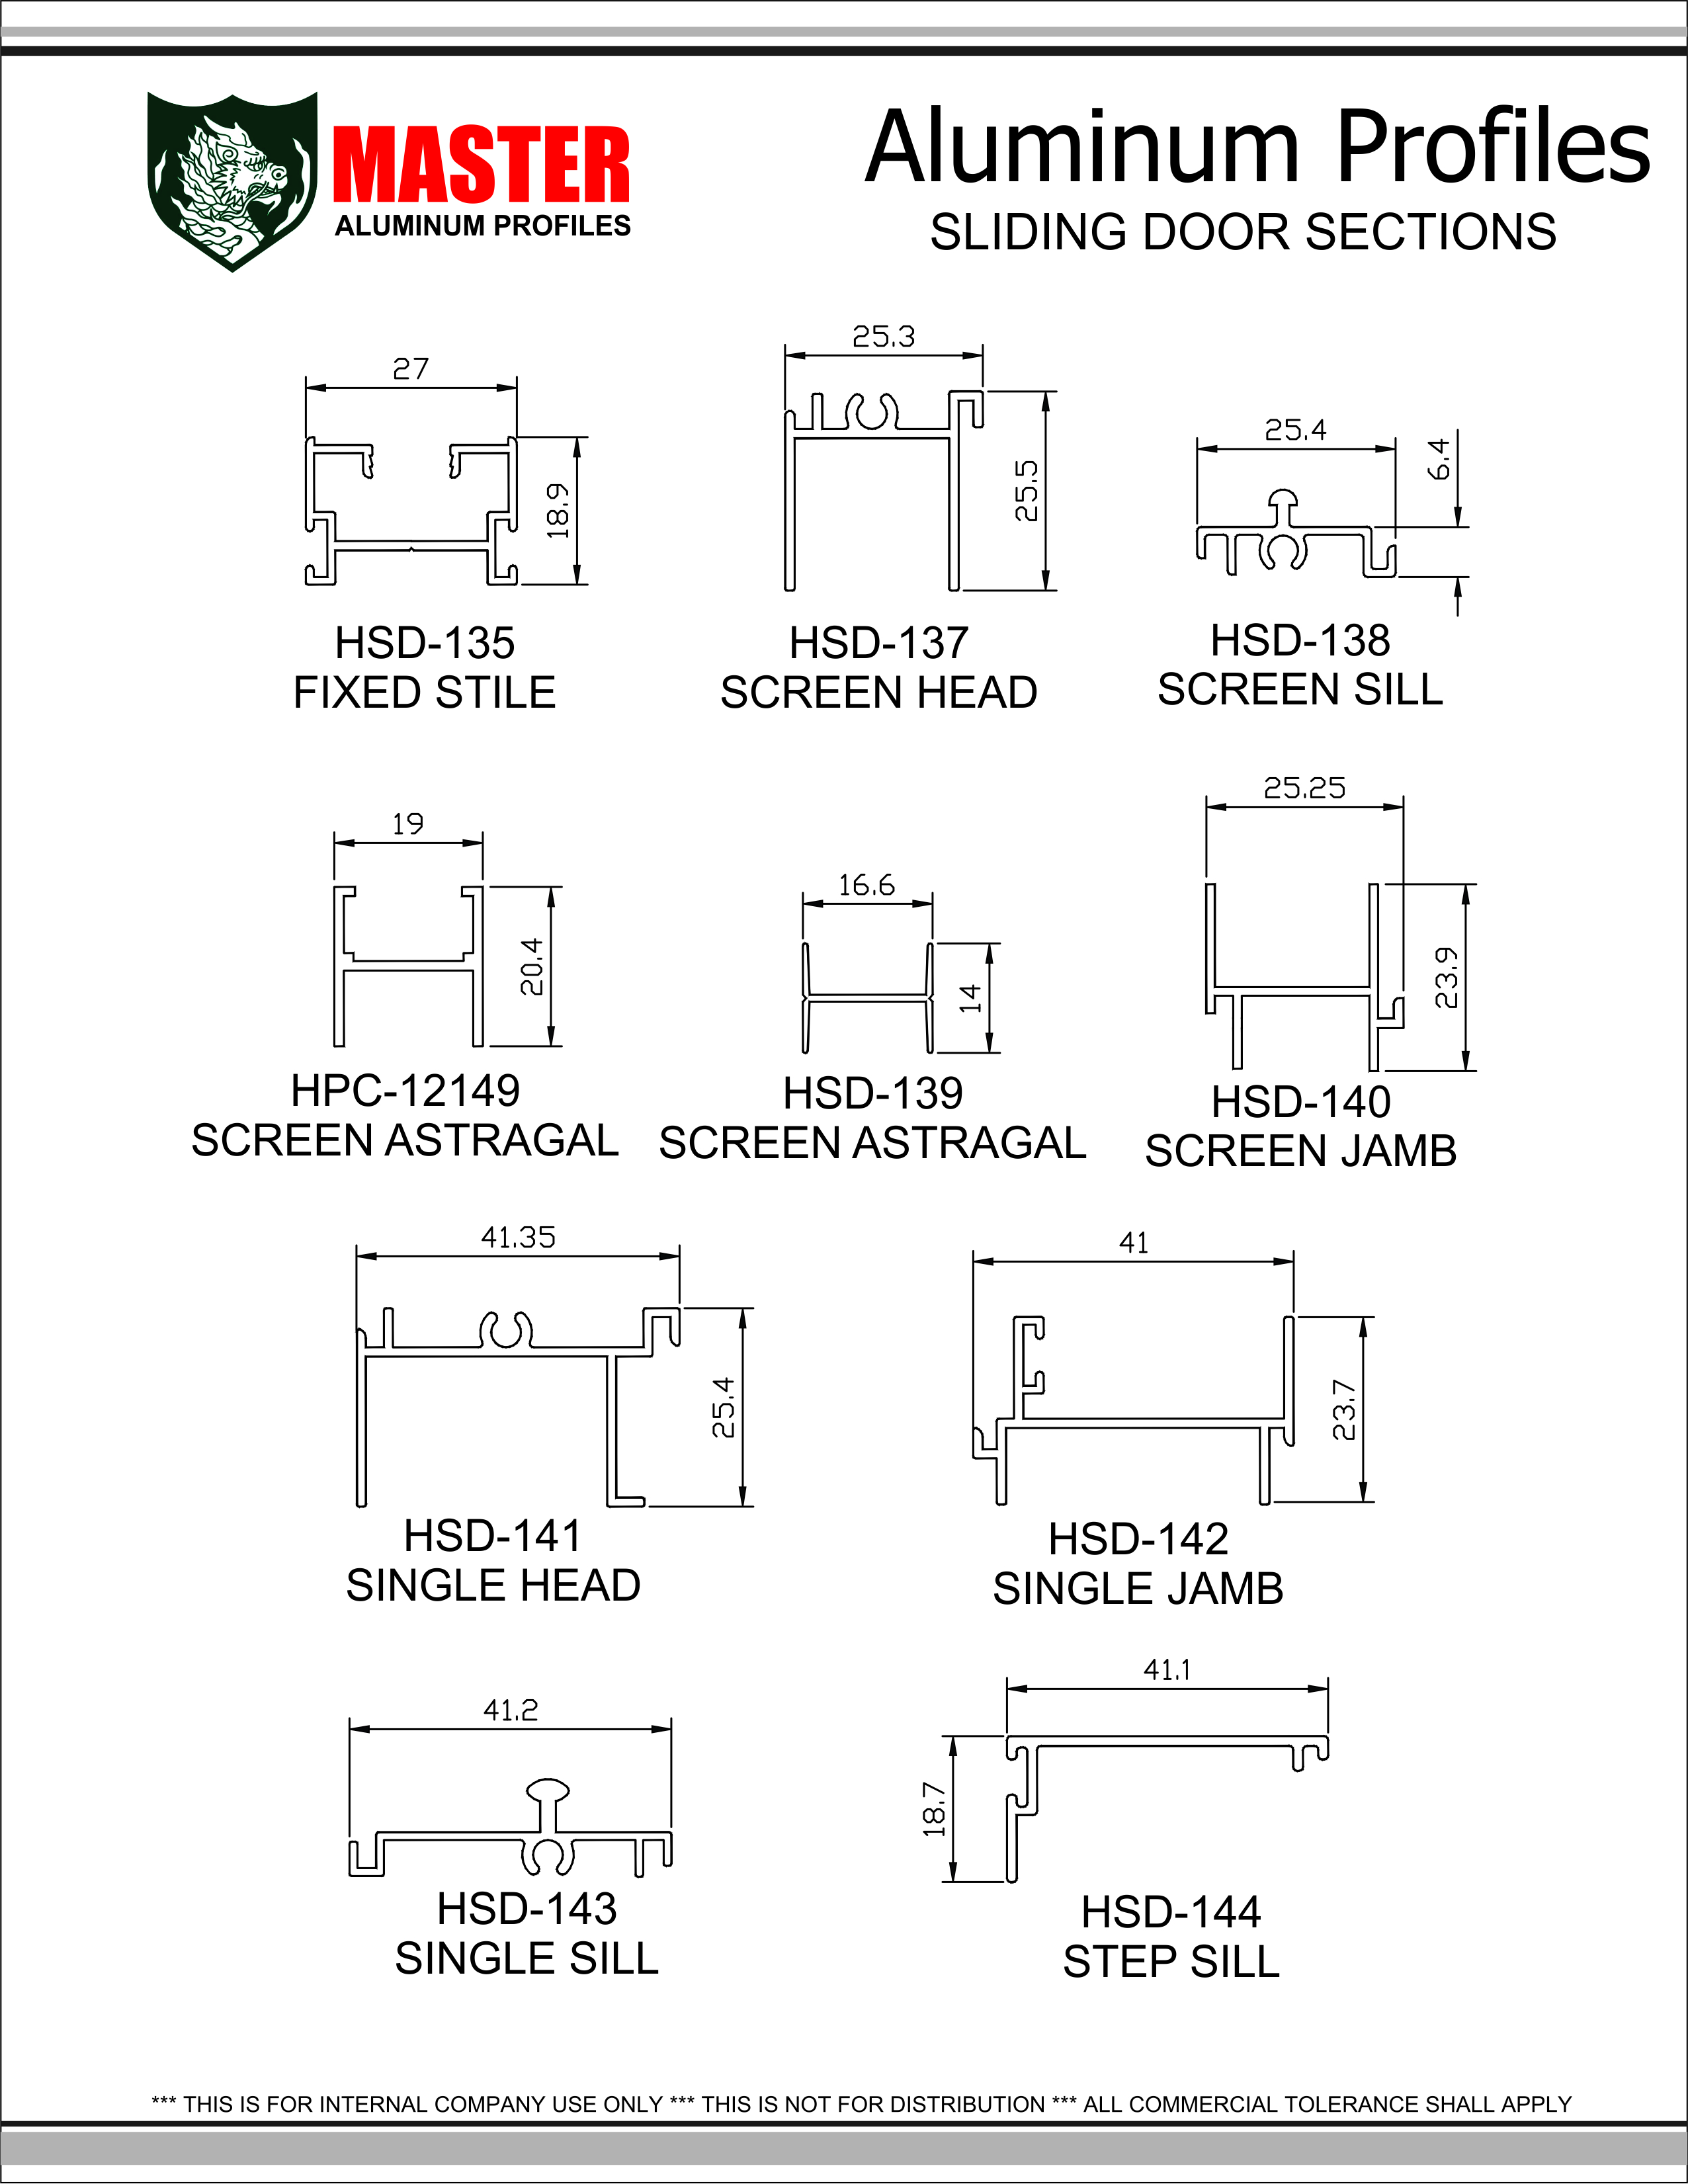 MASTER
ALUMINUM PROFILES
Aluminum Profiles
SLIDING DOOR SECTIONS
27
18.9
HSD-135
FIXED STILE
25.3
25.5
HSD-137
SCREEN HEAD
25.4
6.4
HSD-138
SCREEN SILL
19
20.4
HPC-12149
SCREEN ASTRAGAL
16.6
14
HSD-139
SCREEN ASTRAGAL
25.25
23.9
HSD-140
SCREEN JAMB
41.35
25.4
HSD-141
SINGLE HEAD
41
23.7
HSD-142
SINGLE JAMB
41.2
HSD-143
SINGLE SILL
41.1
18.7
HSD-144
STEP SILL
*** THIS IS FOR INTERNAL COMPANY USE ONLY *** THIS IS NOT FOR DISTRIBUTION *** ALL COMMERCIAL TOLERANCE SHALL APPLY